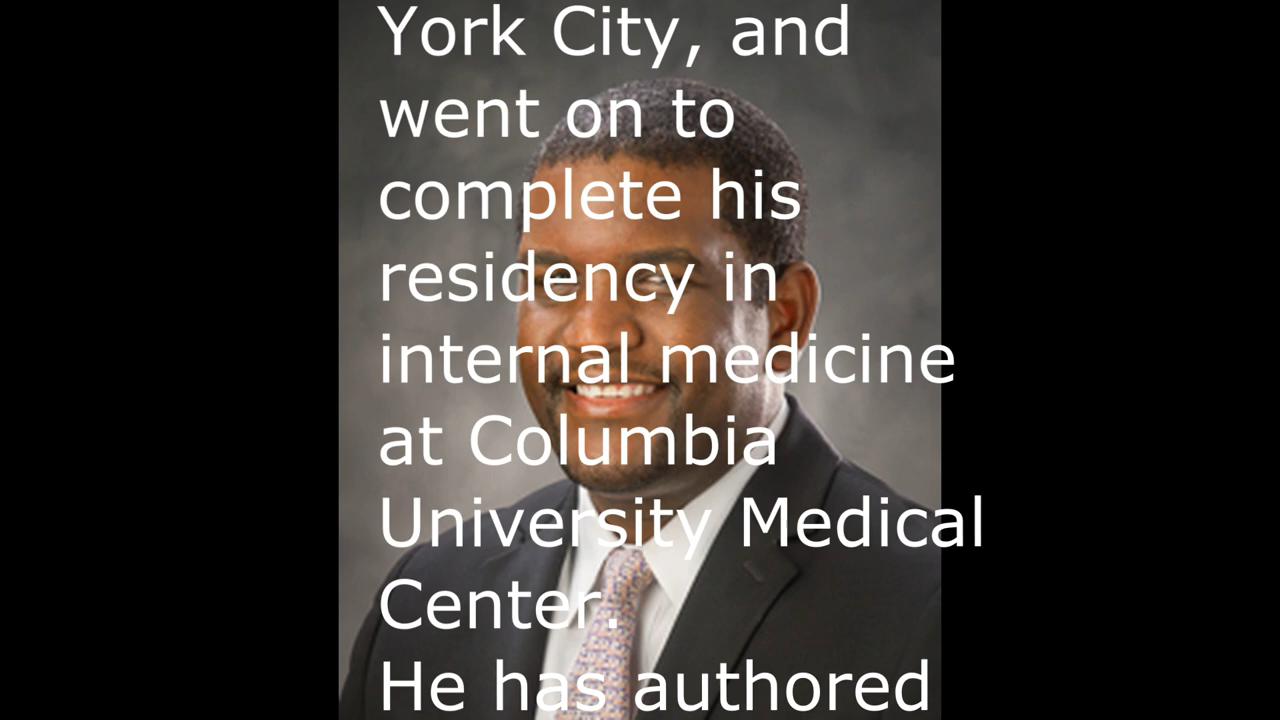 York City, and
went on to
complete his
residency in
internal medicine
at Columbia
University Medical
Center.
He has authored